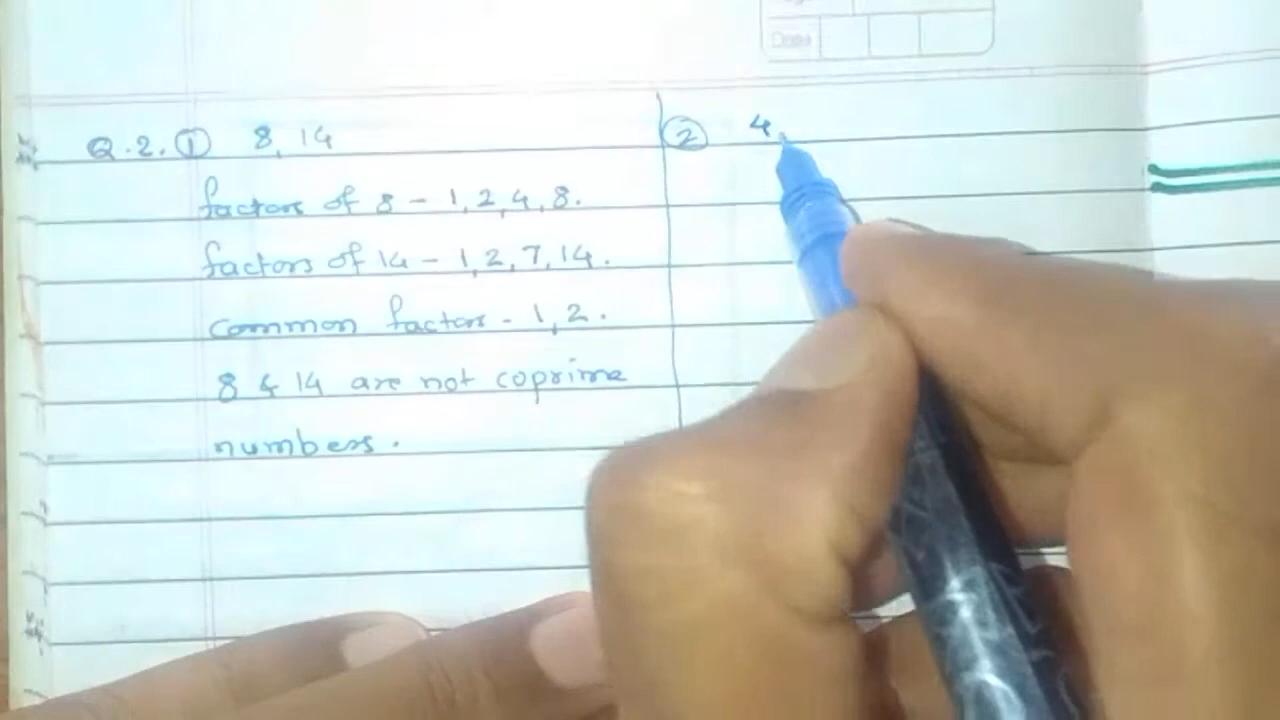 Date
Q.2. ① 8, 14
factors of 8 - 1, 2, 4, 8.
factors of 14 - 1, 2, 7, 14.
common factors - 1, 2.
8 & 14 are not coprime
numbers.
② 4,